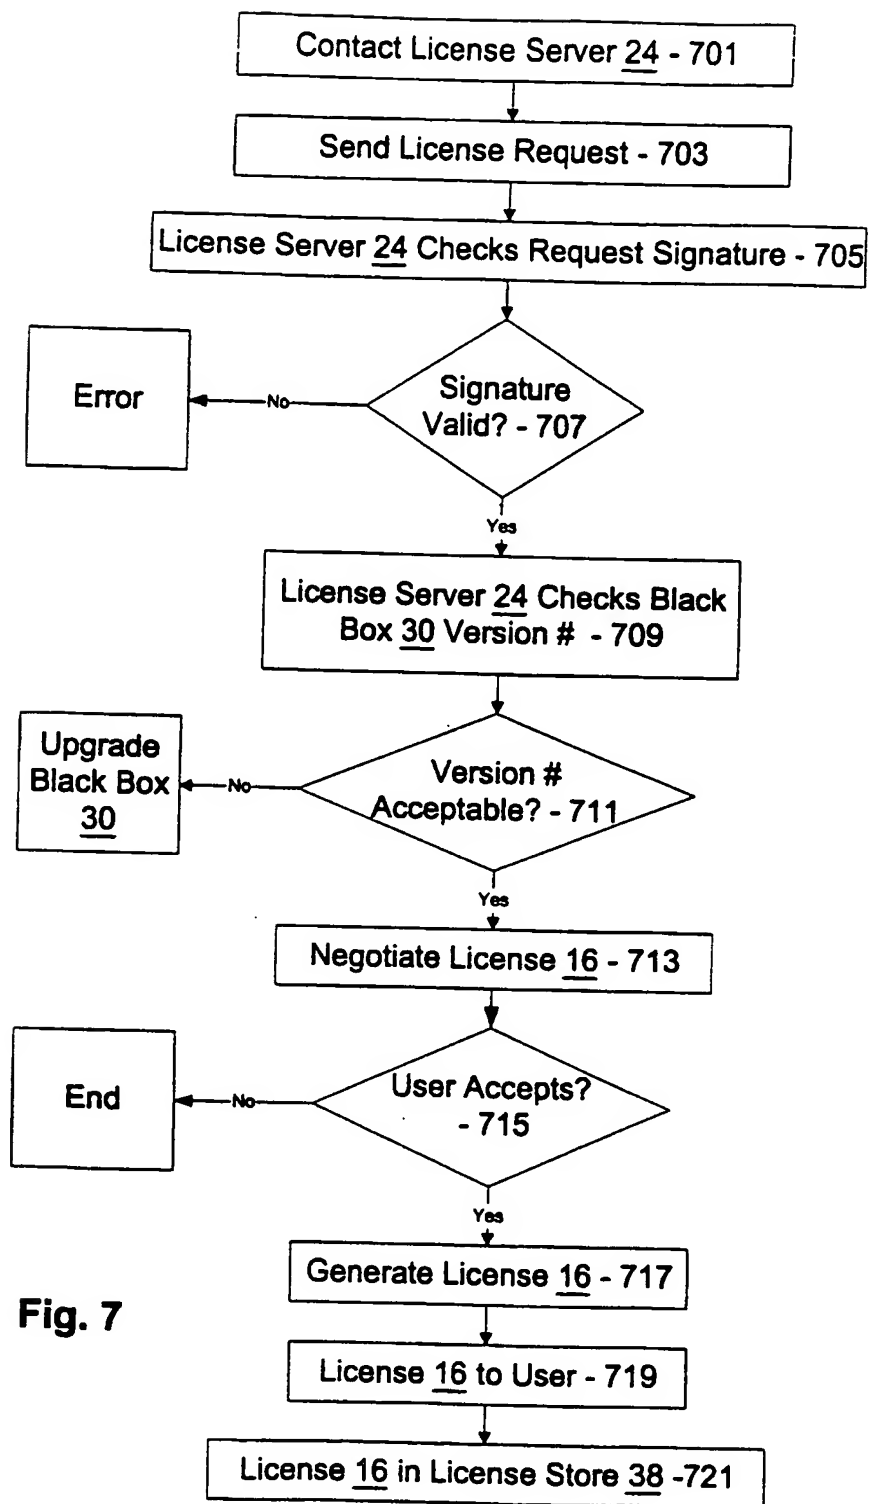 Contact License Server 24 - 701
Send License Request - 703
License Server 24 Checks Request Signature - 705
Signature
Valid? - 707
No
Error
Yes
License Server 24 Checks Black
Box 30 Version # - 709
Version #
Acceptable? - 711
No
Upgrade
Black Box
30
Yes
Negotiate License 16 - 713
User Accepts?
- 715
No
End
Yes
Generate License 16 - 717
License 16 to User - 719
License 16 in License Store 38 -721
Fig. 7